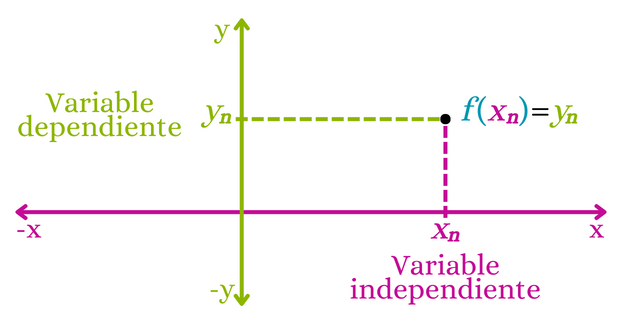 y
Variable
dependiente
yₙ
f(xₙ)=yₙ
-x
xₙ
x
Variable
independiente
-y